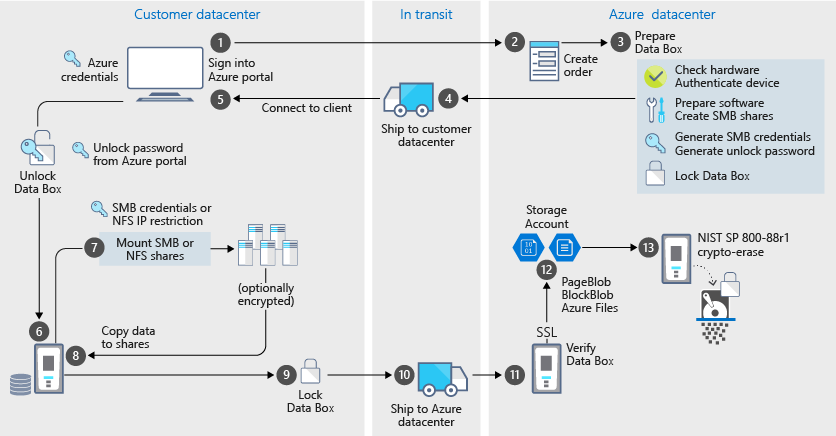 Customer datacenter
In transit
Azure datacenter
Azure
credentials
1
Sign into
Azure portal
2
Create
order
3
Prepare
Data Box
Check hardware
Authenticate device
Prepare software
Create SMB shares
Generate SMB credentials
Generate unlock password
Lock Data Box
4
Ship to customer
datacenter
5
Connect to client
Unlock password
from Azure portal
Unlock
Data Box
6
SMB credentials or
NFS IP restriction
7
Mount SMB or
NFS shares
(optionally
encrypted)
8
Copy data
to shares
9
Lock
Data Box
10
Ship to Azure
datacenter
11
Verify
Data Box
SSL
12
PageBlob
BlockBlob
Azure Files
Storage
Account
10
01
13
NIST SP 800-88r1
crypto-erase